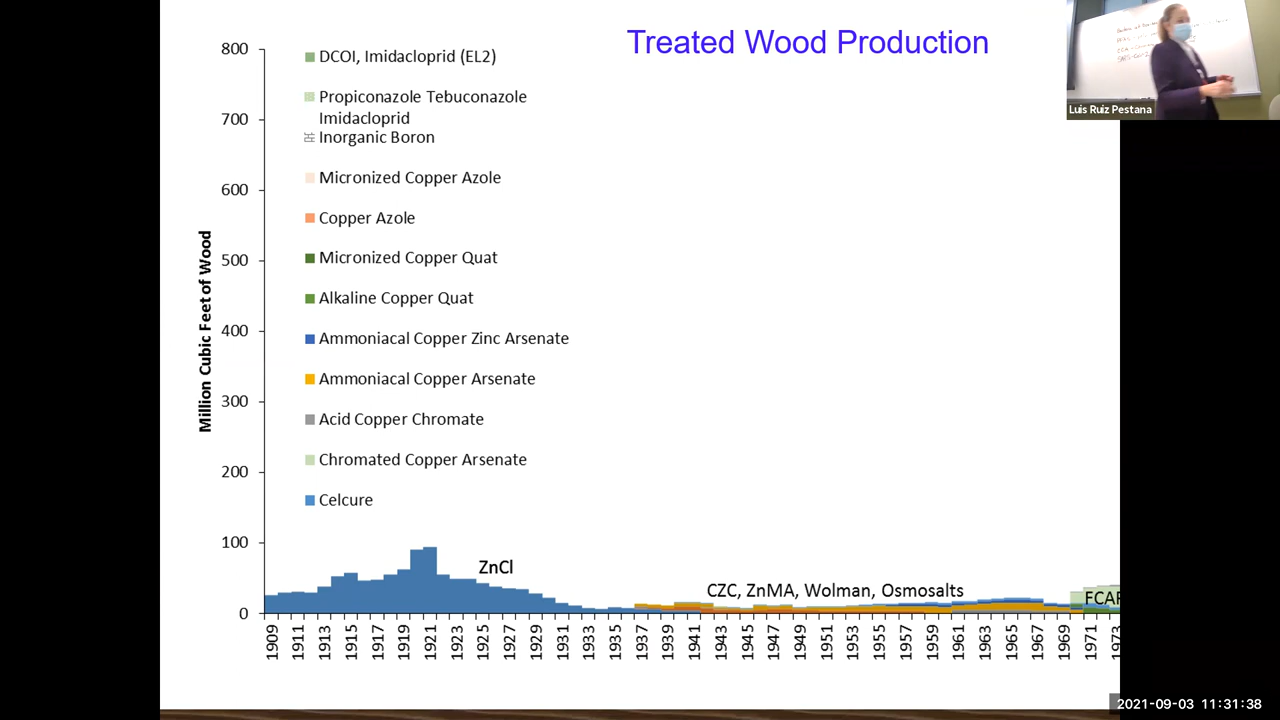 Treated Wood Production
Luis Ruiz Pestana
Million Cubic Feet of Wood
800
700
600
500
400
300
200
100
0
DCOI, Imidacloprid (EL2)
Propiconazole Tebuconazole
Imidacloprid
Inorganic Boron
Micronized Copper Azole
Copper Azole
Micronized Copper Quat
Alkaline Copper Quat
Ammoniacal Copper Zinc Arsenate
Ammoniacal Copper Arsenate
Acid Copper Chromate
Chromated Copper Arsenate
Celcure
ZnCl
CZC, ZnMA, Wolman, Osmosalts
FCAP
1909
1911
1913
1915
1917
1919
1921
1923
1925
1927
1929
1931
1933
1935
1937
1939
1941
1943
1945
1947
1949
1951
1953
1955
1957
1959
1961
1963
1965
1967
1969
1971
1973
2021-09-03 11:31:38